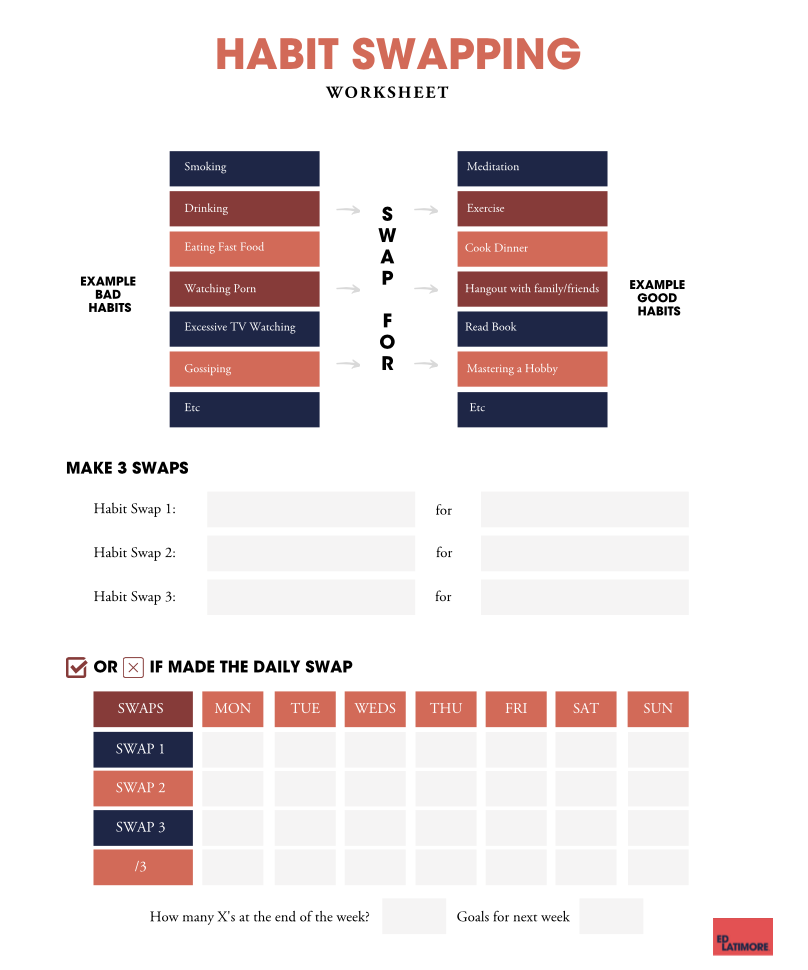 HABIT SWAPPING
WORKSHEET
EXAMPLE
BAD
HABITS
Smoking
Drinking
Eating Fast Food
Watching Porn
Excessive TV Watching
Gossiping
Etc
S
W
A
P
F
O
R
Meditation
Exercise
Cook Dinner
Hangout with family/friends
Read Book
Mastering a Hobby
Etc
EXAMPLE
GOOD
HABITS
MAKE 3 SWAPS
Habit Swap 1: for
Habit Swap 2: for
Habit Swap 3: for
OR IF MADE THE DAILY SWAP
SWAPS MON TUE WEDS THU FRI SAT SUN
SWAP 1
SWAP 2
SWAP 3
/3
How many X's at the end of the week? Goals for next week
ED
LATIMORE